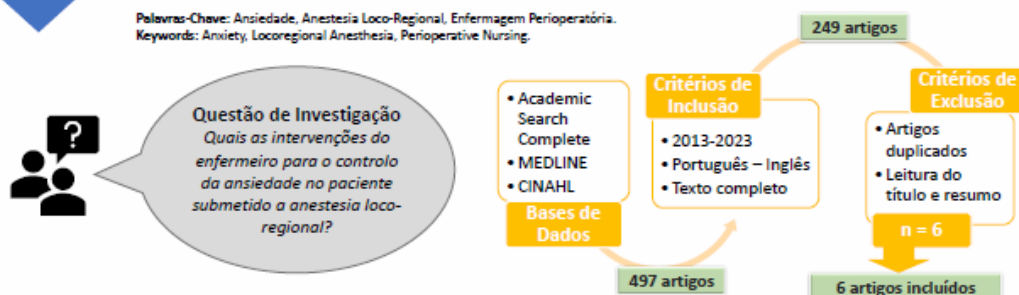 Palavras-Chave: Ansiedade, Anestesia Loco-Regional, Enfermagem Perioperatória.
Keywords: Anxiety, Locoregional Anesthesia, Perioperative Nursing.
?
Questão de Investigação
Quais as intervenções do
enfermeiro para o controlo
da ansiedade no paciente
submetido a anestesia loco-
regional?
• Academic
Search
Complete
• MEDLINE
• CINAHL
Bases de
Dados
497 artigos
Critérios de
Inclusão
• 2013-2023
• Português – Inglês
• Texto completo
249 artigos
Critérios de
Exclusão
• Artigos
duplicados
• Leitura do
título e resumo
n = 6
6 artigos incluídos